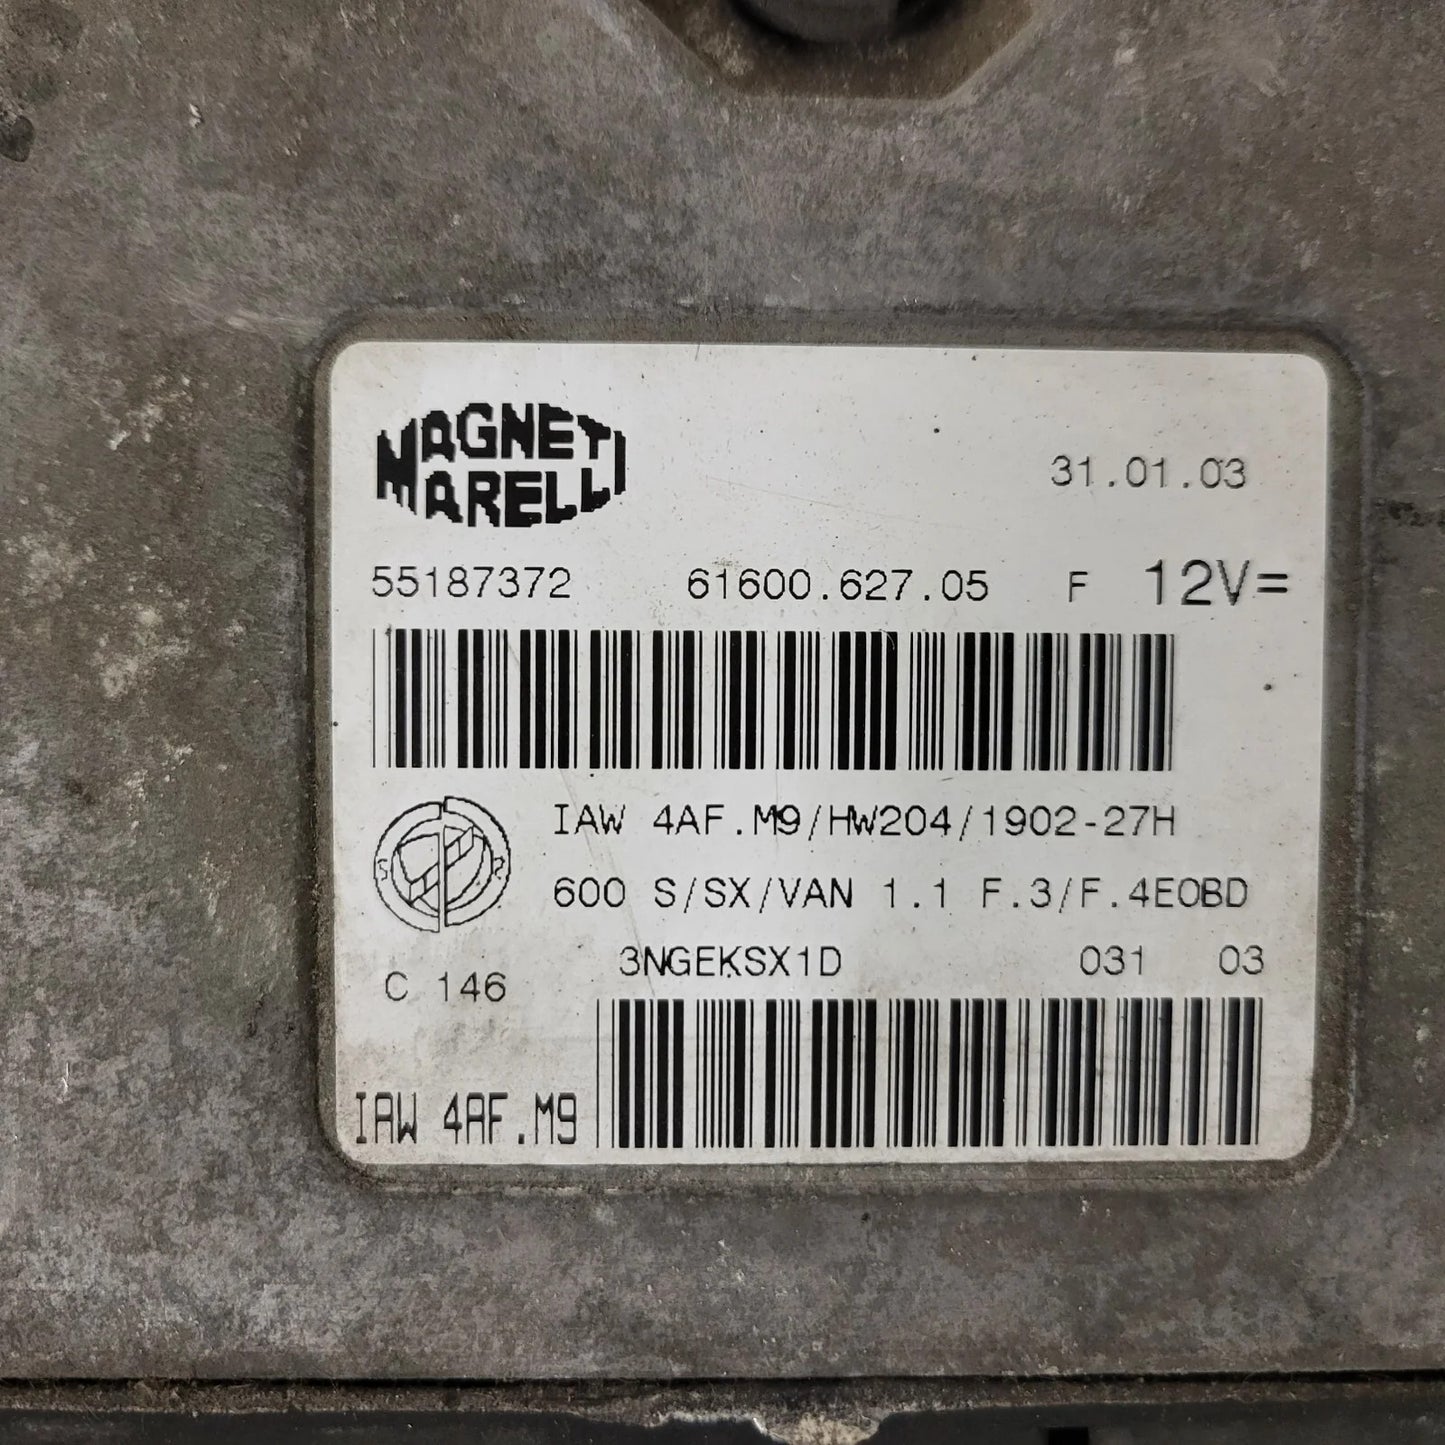 MAGNETI
MARELLI
31.01.03
55187372 61600.627.05 F 12V=
IAW 4AF.M9/HW204/1902-27H
600 S/SX/VAN 1.1 F.3/F.4EOBD
3NGEKSX1D 031 03
C 146
IAW 4AF.M9